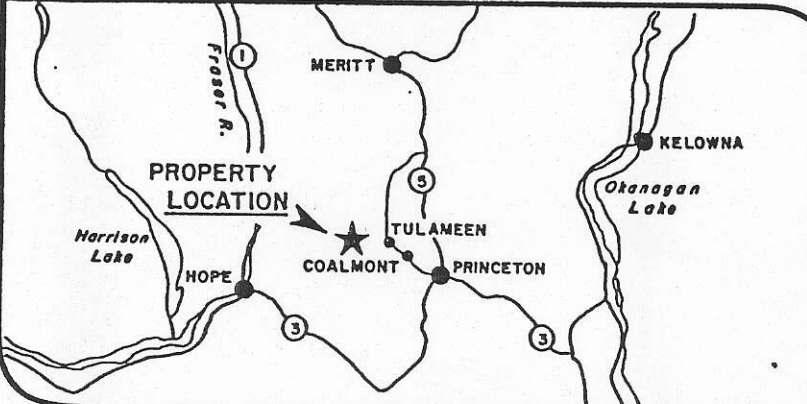 1
Fraser R.
MERITT
KELOWNA
PROPERTY
LOCATION
5
Okanagan
Lake
Harrison
Lake
TULAMEEN
COALMONT
PRINCETON
HOPE
3
3